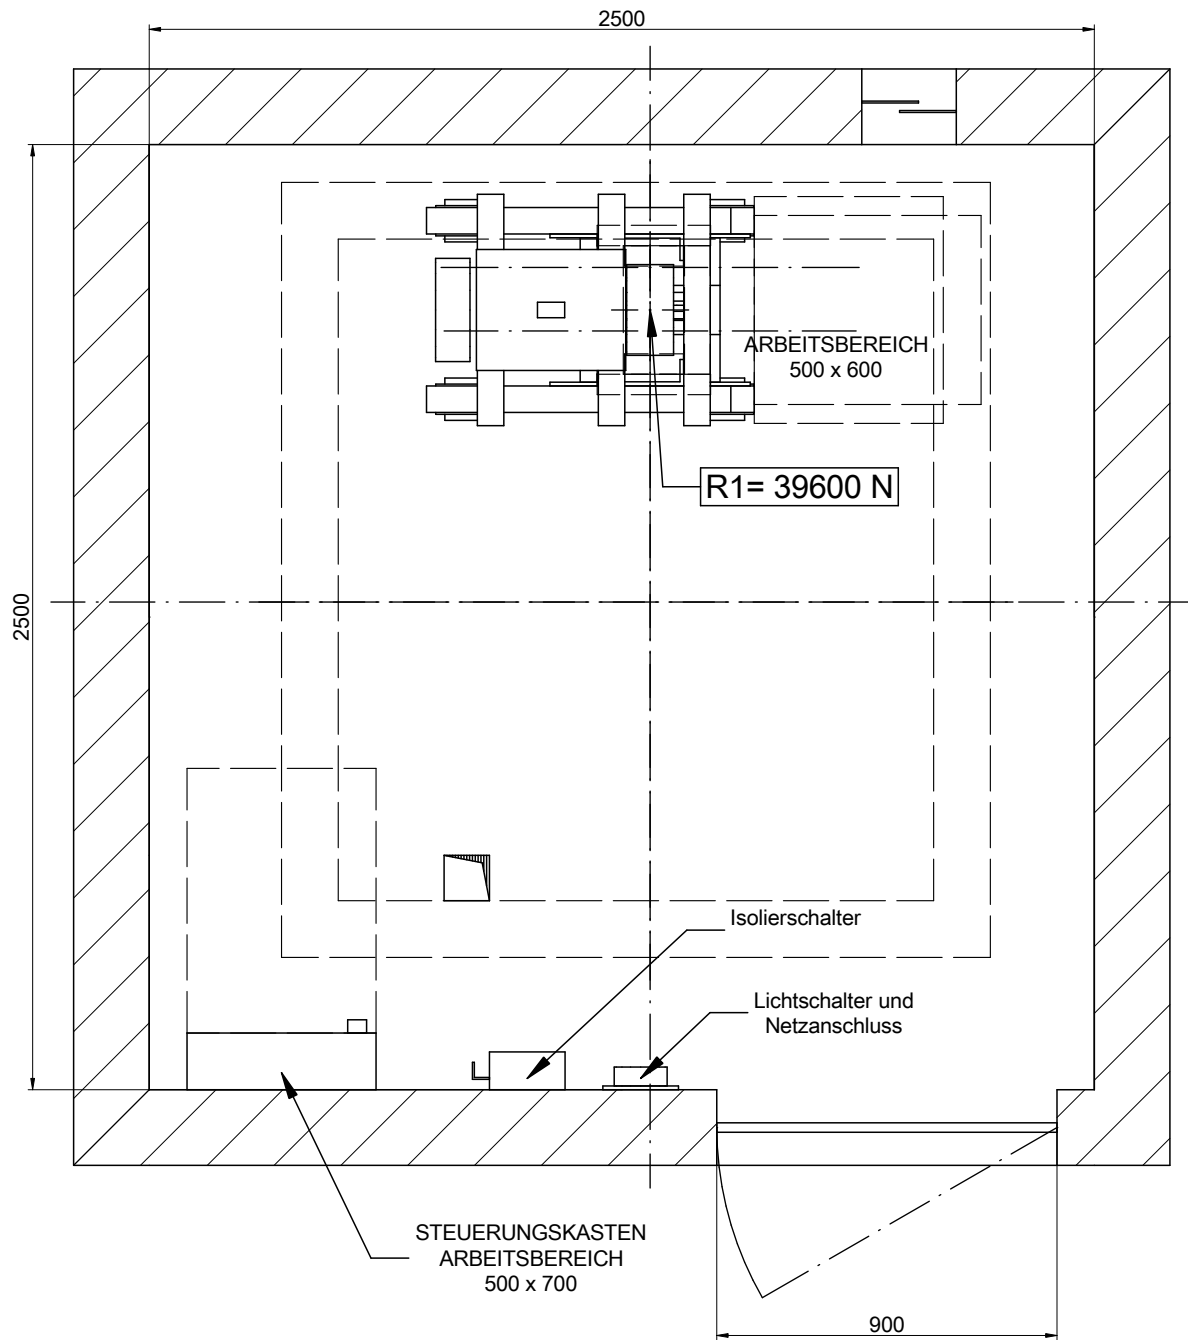 2500
2500
ARBEITSBEREICH
500 x 600
R1= 39600 N
Isolierschalter
Lichtschalter und
Netzanschluss
STEUERUNGSKASTEN
ARBEITSBEREICH
500 x 700
900